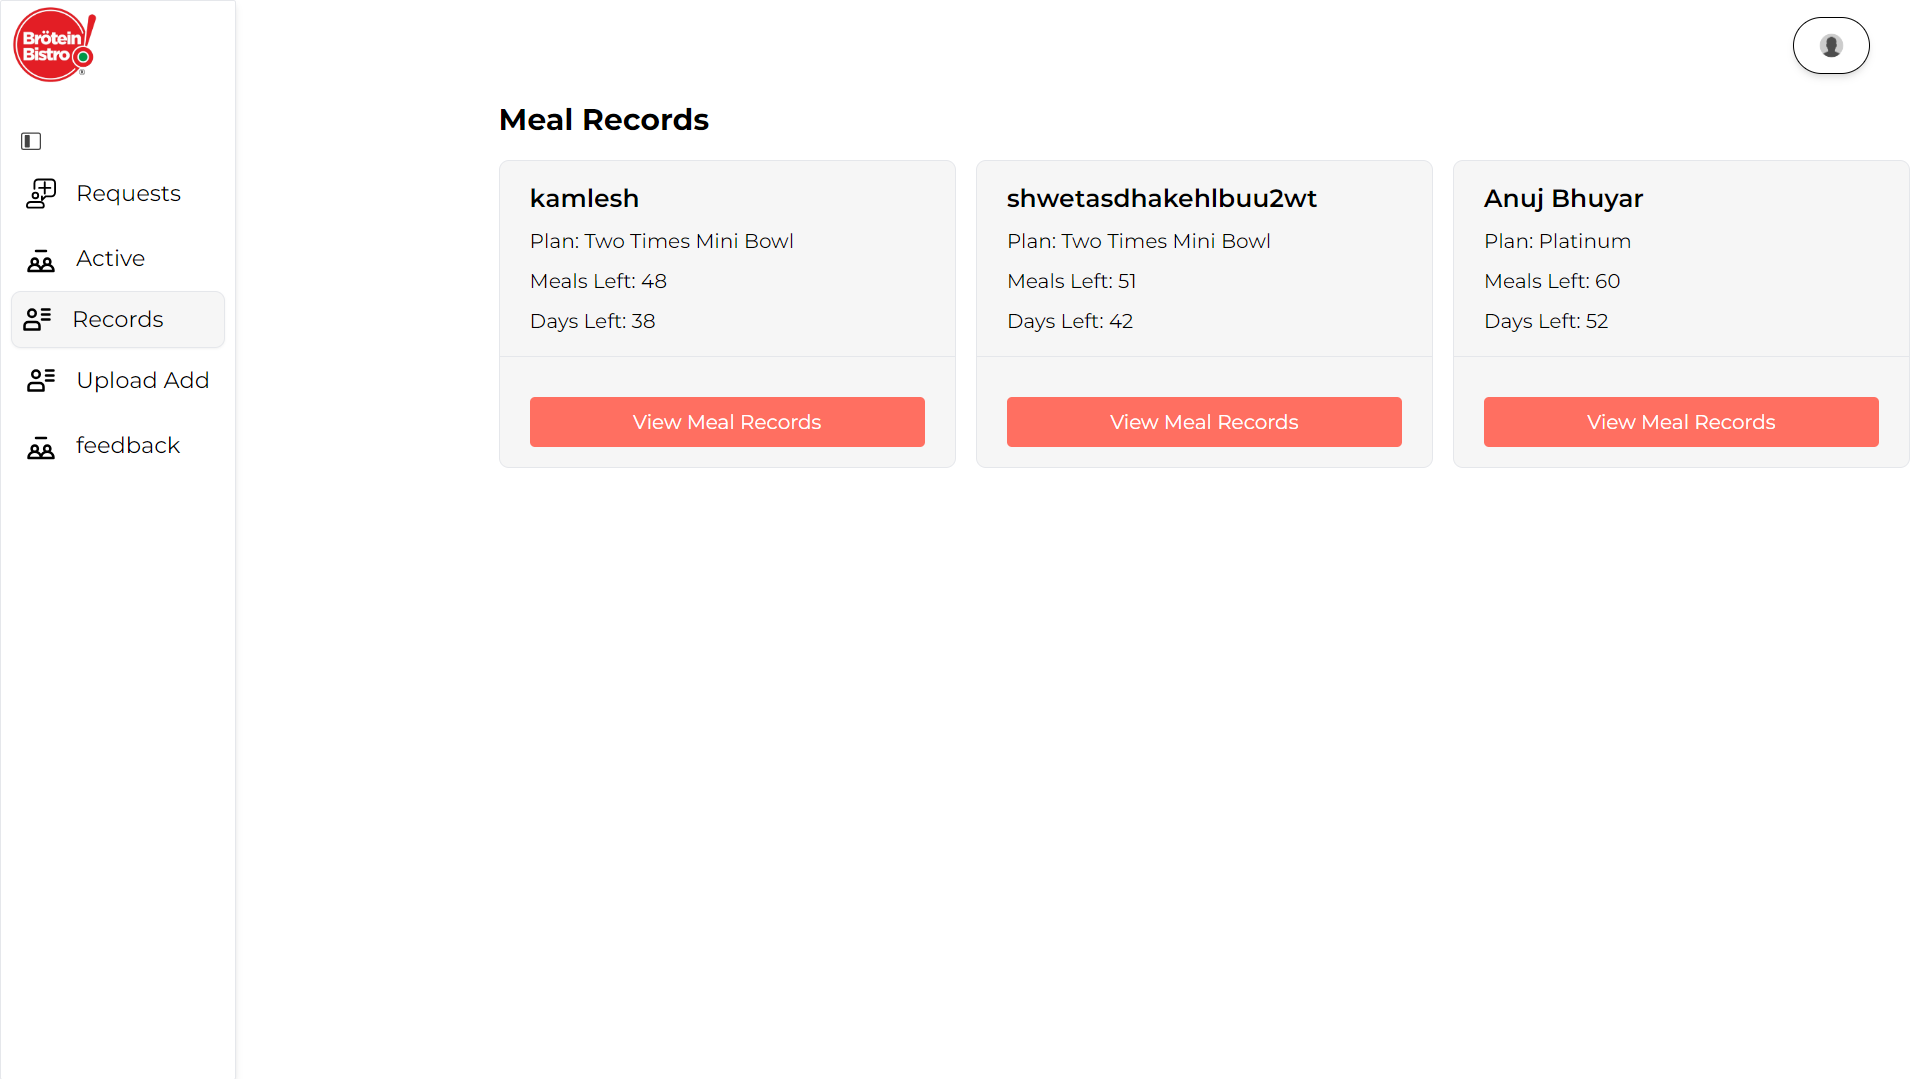 Brötein
Bistro
®
Requests
Active
Records
Upload Add
feedback
Meal Records
kamlesh
Plan: Two Times Mini Bowl
Meals Left: 48
Days Left: 38
View Meal Records
shwetasdhakehlbuu2wt
Plan: Two Times Mini Bowl
Meals Left: 51
Days Left: 42
View Meal Records
Anuj Bhuyar
Plan: Platinum
Meals Left: 60
Days Left: 52
View Meal Records